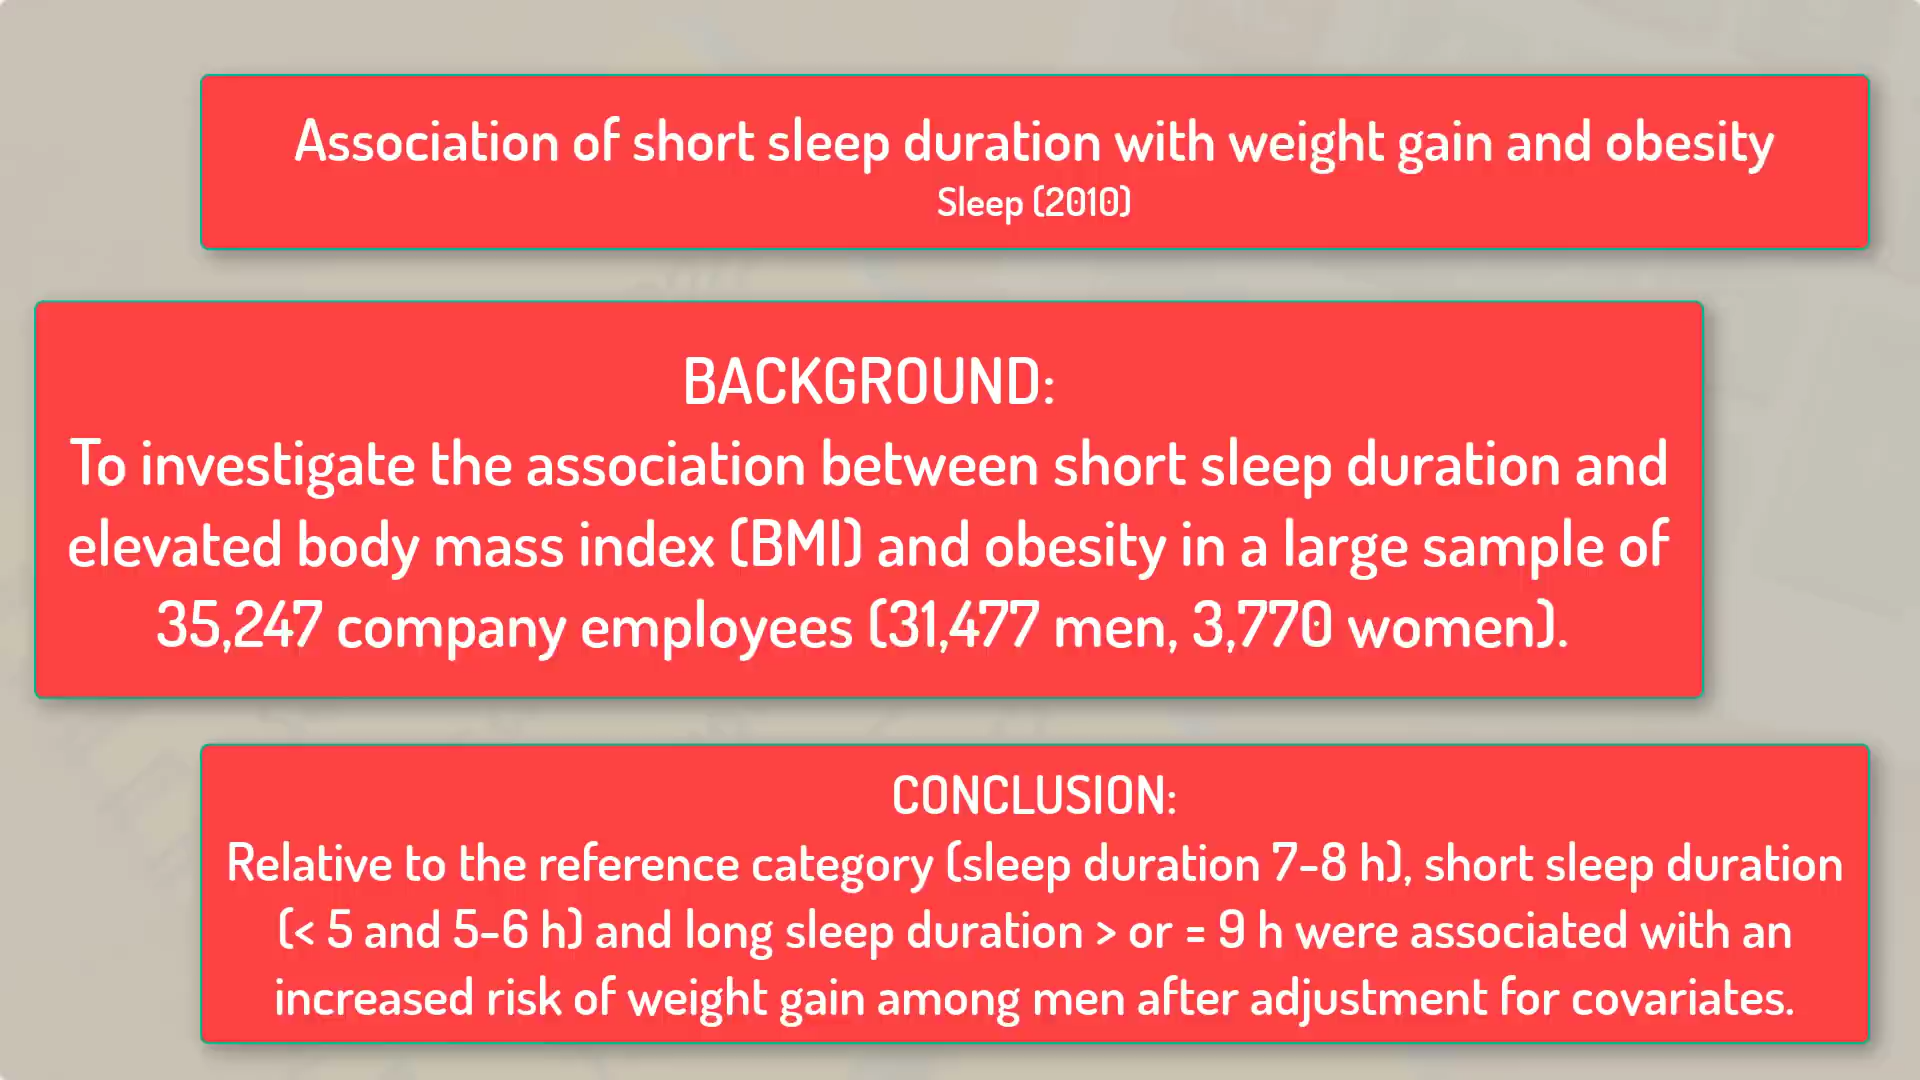 Association of short sleep duration with weight gain and obesity
Sleep (2010)
BACKGROUND:
To investigate the association between short sleep duration and
elevated body mass index (BMI) and obesity in a large sample of
35,247 company employees (31,477 men, 3,770 women).
CONCLUSION:
Relative to the reference category (sleep duration 7-8 h), short sleep duration
(< 5 and 5-6 h) and long sleep duration > or = 9 h were associated with an
increased risk of weight gain among men after adjustment for covariates.